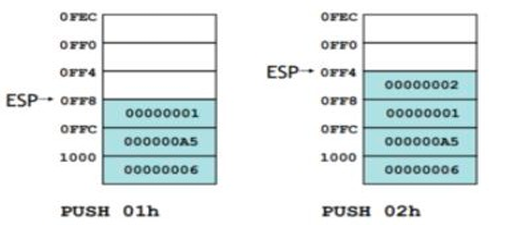 0FEC
0FF0
0FF4
ESP→ 0FF8
00000001
0FFC
000000A5
1000
00000006
PUSH 01h
0FEC
0FF0
ESP→ 0FF4
00000002
0FF8
00000001
0FFC
000000A5
1000
00000006
PUSH 02h